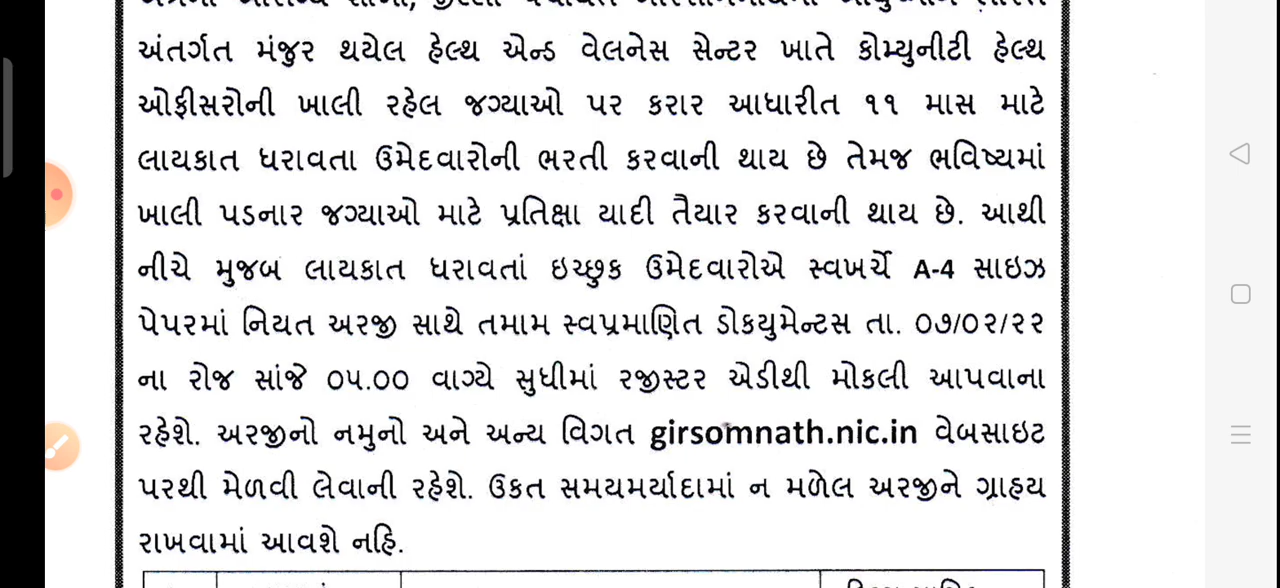 અંતર્ગત મંજુર થયેલ હેલ્થ એન્ડ વેલનેસ સેન્ટર ખાતે કોમ્યુનીટી હેલ્થ
ઓફીસરોની ખાલી રહેલ જગ્યાઓ પર કરાર આધારીત ૧૧ માસ માટે
લાયકાત ધરાવતા ઉમેદવારોની ભરતી કરવાની થાય છે તેમજ ભવિષ્યમાં
ખાલી પડનાર જગ્યાઓ માટે પ્રતિક્ષા યાદી તૈયાર કરવાની થાય છે. આથી
નીચે મુજબ લાયકાત ધરાવતાં ઇચ્છુક ઉમેદવારોએ સ્વખર્ચે A-4 સાઇઝ
પેપરમાં નિયત અરજી સાથે તમામ સ્વપ્રમાણિત ડોકયુમેન્ટસ તા. ૦૭/૦૨/૨૨
ના રોજ સાંજે ૦૫.૦૦ વાગ્યે સુધીમાં રજીસ્ટર એડીથી મોકલી આપવાના
રહેશે. અરજીનો નમુનો અને અન્ય વિગત girsomnath.nic.in વેબસાઇટ
પરથી મેળવી લેવાની રહેશે. ઉકત સમયમર્યાદામાં ન મળેલ અરજીને ગ્રાહય
રાખવામાં આવશે નહિ.